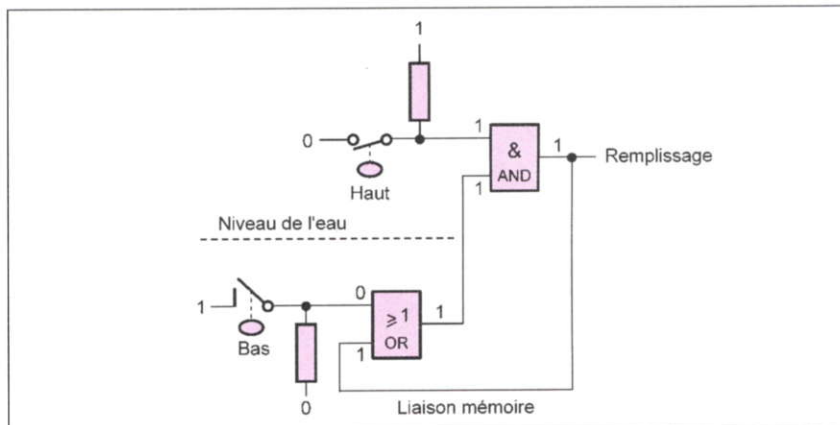 1
0
1
&
AND
1
1
Remplissage
Haut
Niveau de l'eau
1
0
≥1
OR
1
1
Bas
0
Liaison mémoire